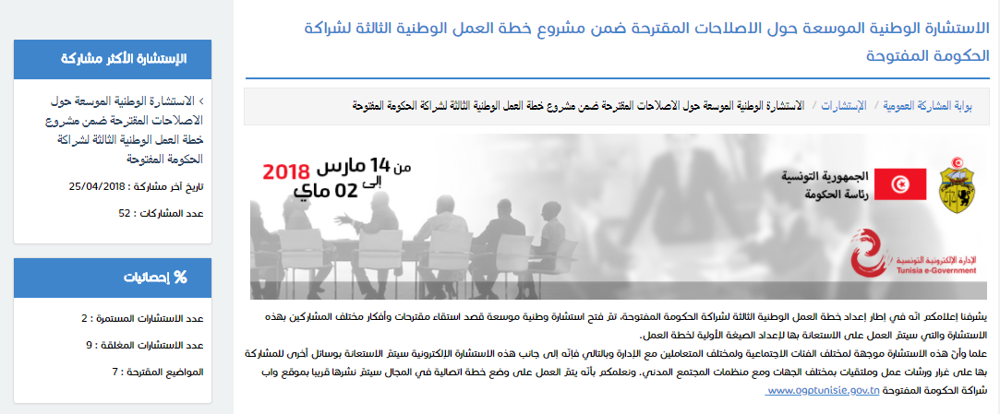 الاستشارة الوطنية الموسعة حول الاصلاحات المقترحة ضمن مشروع خطة العمل الوطنية الثالثة لشراكة
الحكومة المفتوحة
بوابة المشاركة العمومية / الإستشارات / الاستشارة الوطنية الموسعة حول الاصلاحات المقترحة ضمن مشروع خطة العمل الوطنية الثالثة لشراكة الحكومة المفتوحة
الجمهورية التونسية
رئاسة الحكومة
الإدارة الإلكترونية التونسية
Tunisia e-Government
من 14 مارس 2018
إلى 02 ماي
يشرفنا إعلامكم انّه في إطار إعداد خطة العمل الوطنية الثالثة لشراكة الحكومة المفتوحة، تمّ فتح استشارة وطنية موسعة قصد استقاء مقترحات وأفكار مختلف المشاركين بهذه
الاستشارة والتي سيتمّ العمل على الاستعانة بها لإعداد الصيغة الأولية لخطة العمل.
علما وأنّ هذه الاستشارة موجهة لمختلف الفئات الاجتماعية ولمختلف المتعاملين مع الإدارة وبالتالي فإنّه إلى جانب هذه الاستشارة الإلكترونية سيتمّ الاستعانة بوسائل أخرى للمشاركة
بها على غرار ورشات عمل وملتقيات بمختلف الجهات ومع منظمات المجتمع المدني. ونعلمكم بأنّه يتمّ العمل على وضع خطة اتصالية في المجال سيتمّ نشرها قريبا بموقع واب
شراكة الحكومة المفتوحة www.ogptunisie.gov.tn
الإستشارة الأكثر مشاركة
الاستشارة الوطنية الموسعة حول
الاصلاحات المقترحة ضمن مشروع
خطة العمل الوطنية الثالثة لشراكة
الحكومة المفتوحة
تاريخ آخر مشاركة : 25/04/2018
عدد المشاركات : 52
% إحصائيات
عدد الاستشارات المستمرة : 2
عدد الاستشارات المغلقة : 9
المواضيع المقترحة : 7